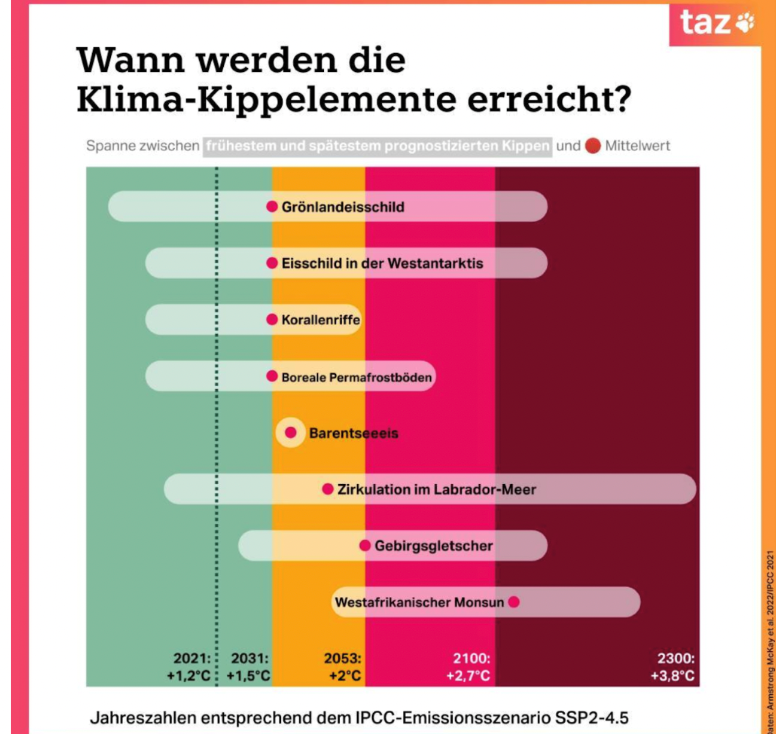 taz
Wann werden die
Klima-Kippelemente erreicht?
Spanne zwischen frühestem und spätestem prognostizierten Kippen und Mittelwert
Grönlandeisschild
Eisschild in der Westantarktis
Korallenriffe
Boreale Permafrostböden
Barentseeeis
Zirkulation im Labrador-Meer
Gebirgsgletscher
Westafrikanischer Monsun
2021: 2031: 2053: 2100: 2300:
+1,2°C +1,5°C +2°C +2,7°C +3,8°C
Jahreszahlen entsprechend dem IPCC-Emissionsszenario SSP2-4.5
Daten: Armstrong McKay et al. 2022/IPCC 2021